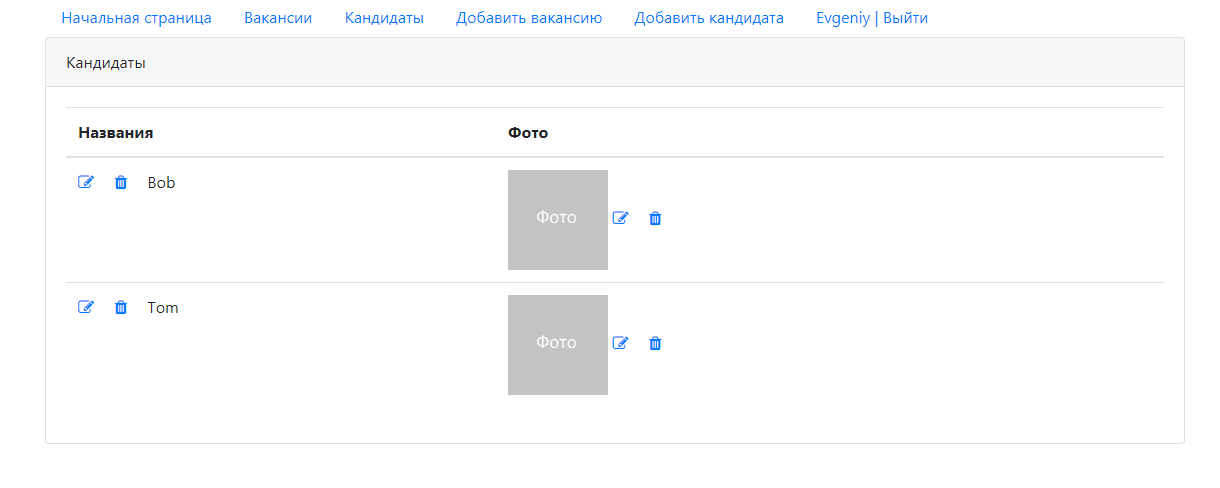 Начальная страница Вакансии Кандидаты Добавить вакансию Добавить кандидата Evgeniy | Выйти
Кандидаты
Названия Фото
Bob
Фото
Tom
Фото